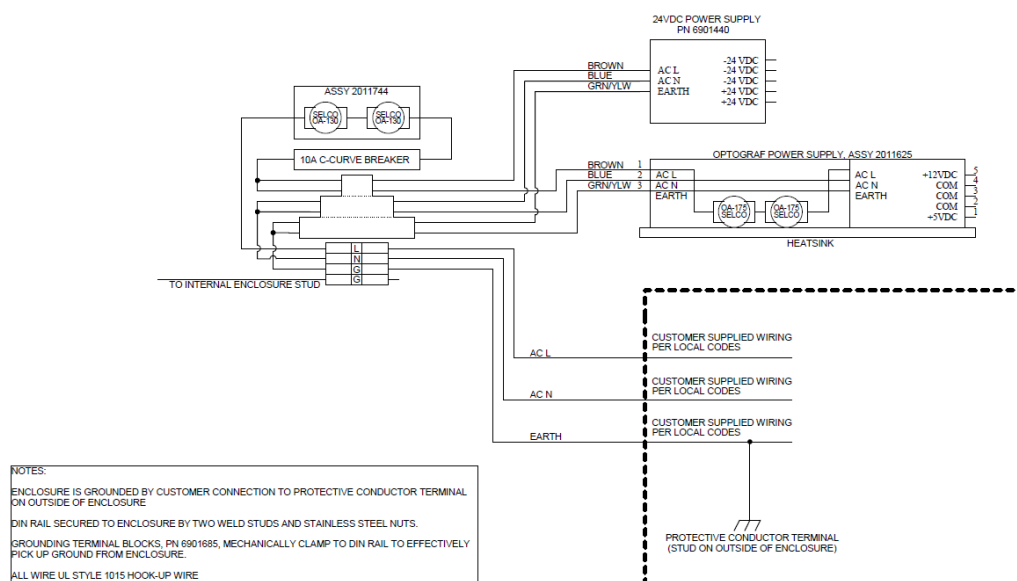 24VDC POWER SUPPLY
PN 6901440
BROWN
BLUE
GRN/YLW
AC L
AC N
EARTH
-24 VDC
-24 VDC
-24 VDC
+24 VDC
+24 VDC
ASSY 2011744
SELCO
OA-130
SELCO
OA-130
10A C-CURVE BREAKER
OPTOGRAF POWER SUPPLY, ASSY 2011625
BROWN 1
BLUE 2
GRN/YLW 3
AC L
AC N
EARTH
OA-175
SELCO
OA-175
SELCO
AC L
AC N
EARTH
+12VDC 5
COM 4
COM 3
COM 2
+5VDC 1
HEATSINK
L
N
G
G
TO INTERNAL ENCLOSURE STUD
AC L
CUSTOMER SUPPLIED WIRING
PER LOCAL CODES
AC N
CUSTOMER SUPPLIED WIRING
PER LOCAL CODES
EARTH
CUSTOMER SUPPLIED WIRING
PER LOCAL CODES
PROTECTIVE CONDUCTOR TERMINAL
(STUD ON OUTSIDE OF ENCLOSURE)
NOTES:
ENCLOSURE IS GROUNDED BY CUSTOMER CONNECTION TO PROTECTIVE CONDUCTOR TERMINAL
ON OUTSIDE OF ENCLOSURE
DIN RAIL SECURED TO ENCLOSURE BY TWO WELD STUDS AND STAINLESS STEEL NUTS.
GROUNDING TERMINAL BLOCKS, PN 6901685, MECHANICALLY CLAMP TO DIN RAIL TO EFFECTIVELY
PICK UP GROUND FROM ENCLOSURE.
ALL WIRE UL STYLE 1015 HOOK-UP WIRE